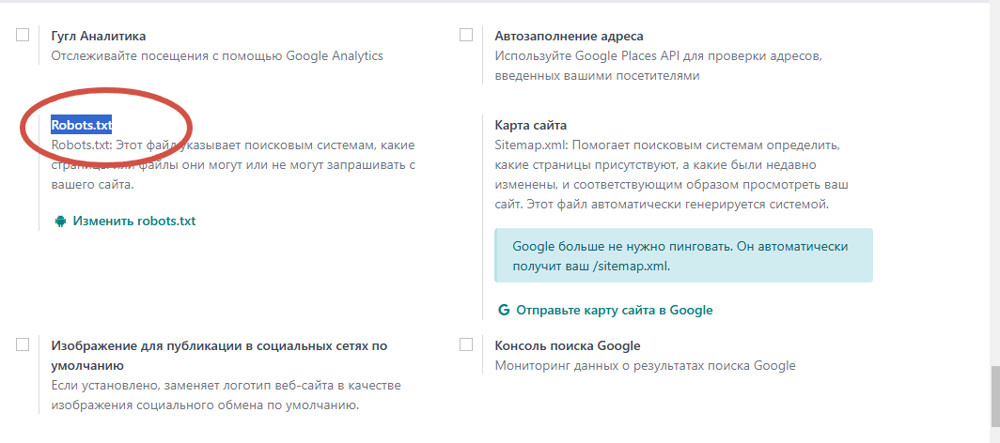 Гугл Аналитика
Отслеживайте посещения с помощью Google Analytics
Автозаполнение адреса
Используйте Google Places API для проверки адресов,
введенных вашими посетителями
Robots.txt
Robots.txt: Этот файл указывает поисковым системам, какие
страницы или файлы они могут или не могут запрашивать с
вашего сайта.
Изменить robots.txt
Карта сайта
Sitemap.xml: Помогает поисковым системам определить,
какие страницы присутствуют, а какие были недавно
изменены, и соответствующим образом просмотреть ваш
сайт. Этот файл автоматически генерируется системой.
Google больше не нужно пинговать. Он автоматически
получит ваш /sitemap.xml.
Отправьте карту сайта в Google
Изображение для публикации в социальных сетях по
умолчанию
Если установлено, заменяет логотип веб-сайта в качестве
изображения социального обмена по умолчанию.
Консоль поиска Google
Мониторинг данных о результатах поиска Google